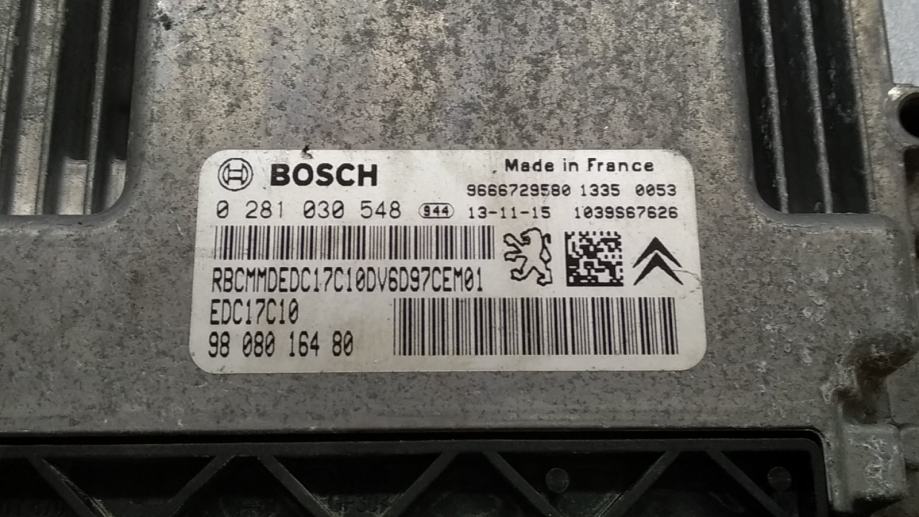 BOSCH Made in France
9666729580 1335 0053
0 281 030 548 944 13-11-15 1039S67626
RBCMMDEDC17C10DV6D97CEM01
EDC17C10
98 080 164 80